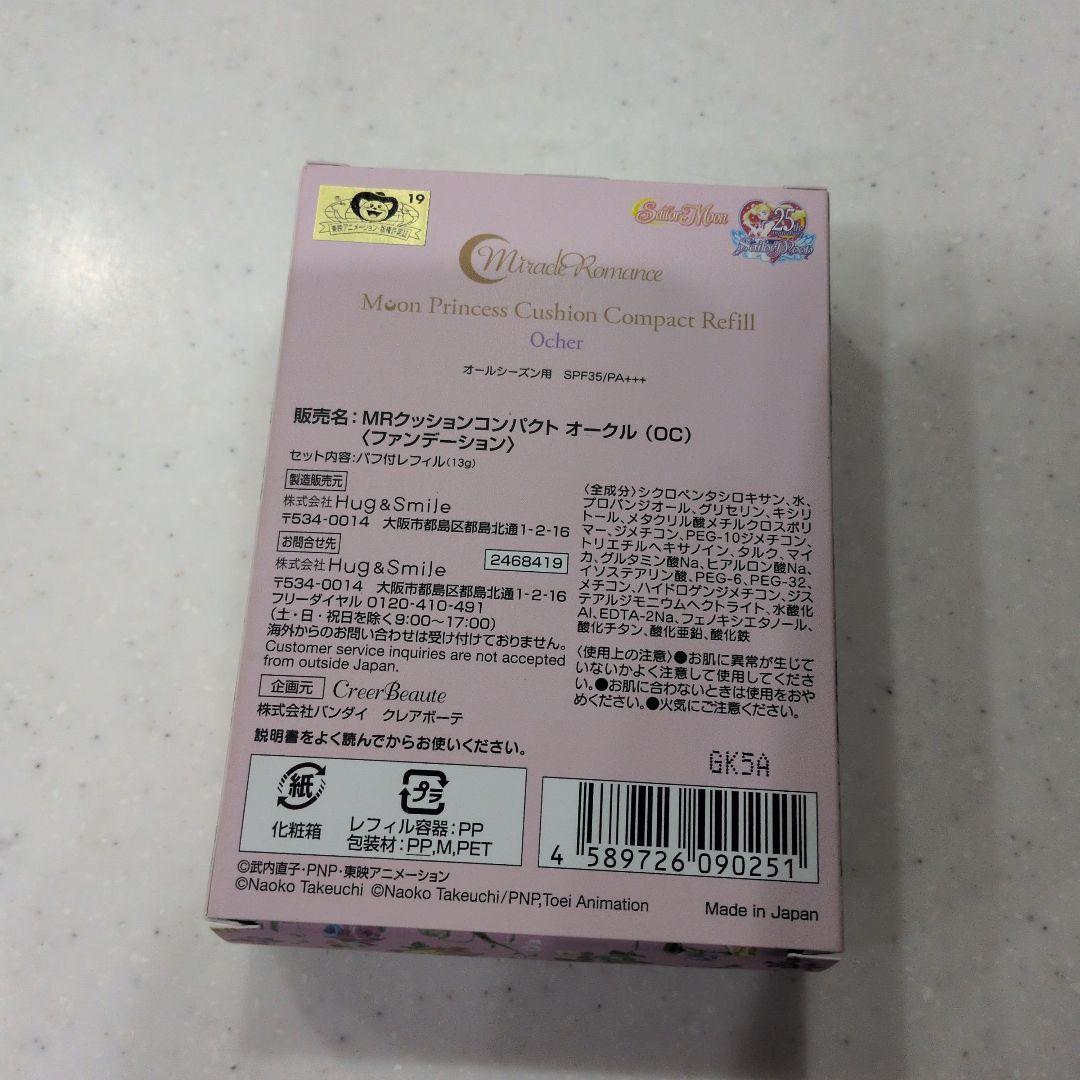 19
東映アニメーション・版権許諾証
Sailor Moon
25th
Sailor Moon
Miracle Romance
Moon Princess Cushion Compact Refill
Ocher
オールシーズン用 SPF35/PA+++
販売名：MRクッションコンパクト オークル（OC）
〈ファンデーション〉
セット内容：パフ付レフィル（13g）
製造販売元
株式会社 Hug&Smile
〒534-0014 大阪市都島区都島北通1-2-16
お問合せ先
2468419
株式会社 Hug&Smile
〒534-0014 大阪市都島区都島北通1-2-16
フリーダイヤル 0120-410-491
（土・日・祝日を除く9:00〜17:00）
海外からのお問い合わせは受け付けておりません。
Customer service inquiries are not accepted
from outside Japan.
企画元 CreerBeaute
株式会社バンダイ クレアボーテ
説明書をよく読んでからお使いください。
〈全成分〉シクロペンタシロキサン、水、
プロパンジオール、グリセリン、キシリ
トール、メタクリル酸メチルクロスポリ
マー、ジメチコン、PEG-10ジメチコン、
トリエチルヘキサノイン、タルク、マイ
カ、グルタミン酸Na、ヒアルロン酸Na、
イソステアリン酸、PEG-6、PEG-32、
メチコン、ハイドロゲンジメチコン、ジス
テアルジモニウムヘクトライト、水酸化
Al、EDTA-2Na、フェノキシエタノール、
酸化チタン、酸化亜鉛、酸化鉄
〈使用上の注意〉●お肌に異常が生じて
いないかよく注意して使用してくださ
い。●お肌に合わないときは使用をおや
めください。●火気にご注意ください。
GK5A
紙
化粧箱
プラ
レフィル容器：PP
包装材：PP,M,PET
4 589726 090251
©武内直子・PNP・東映アニメーション
©Naoko Takeuchi ©Naoko Takeuchi/PNP,Toei Animation
Made in Japan